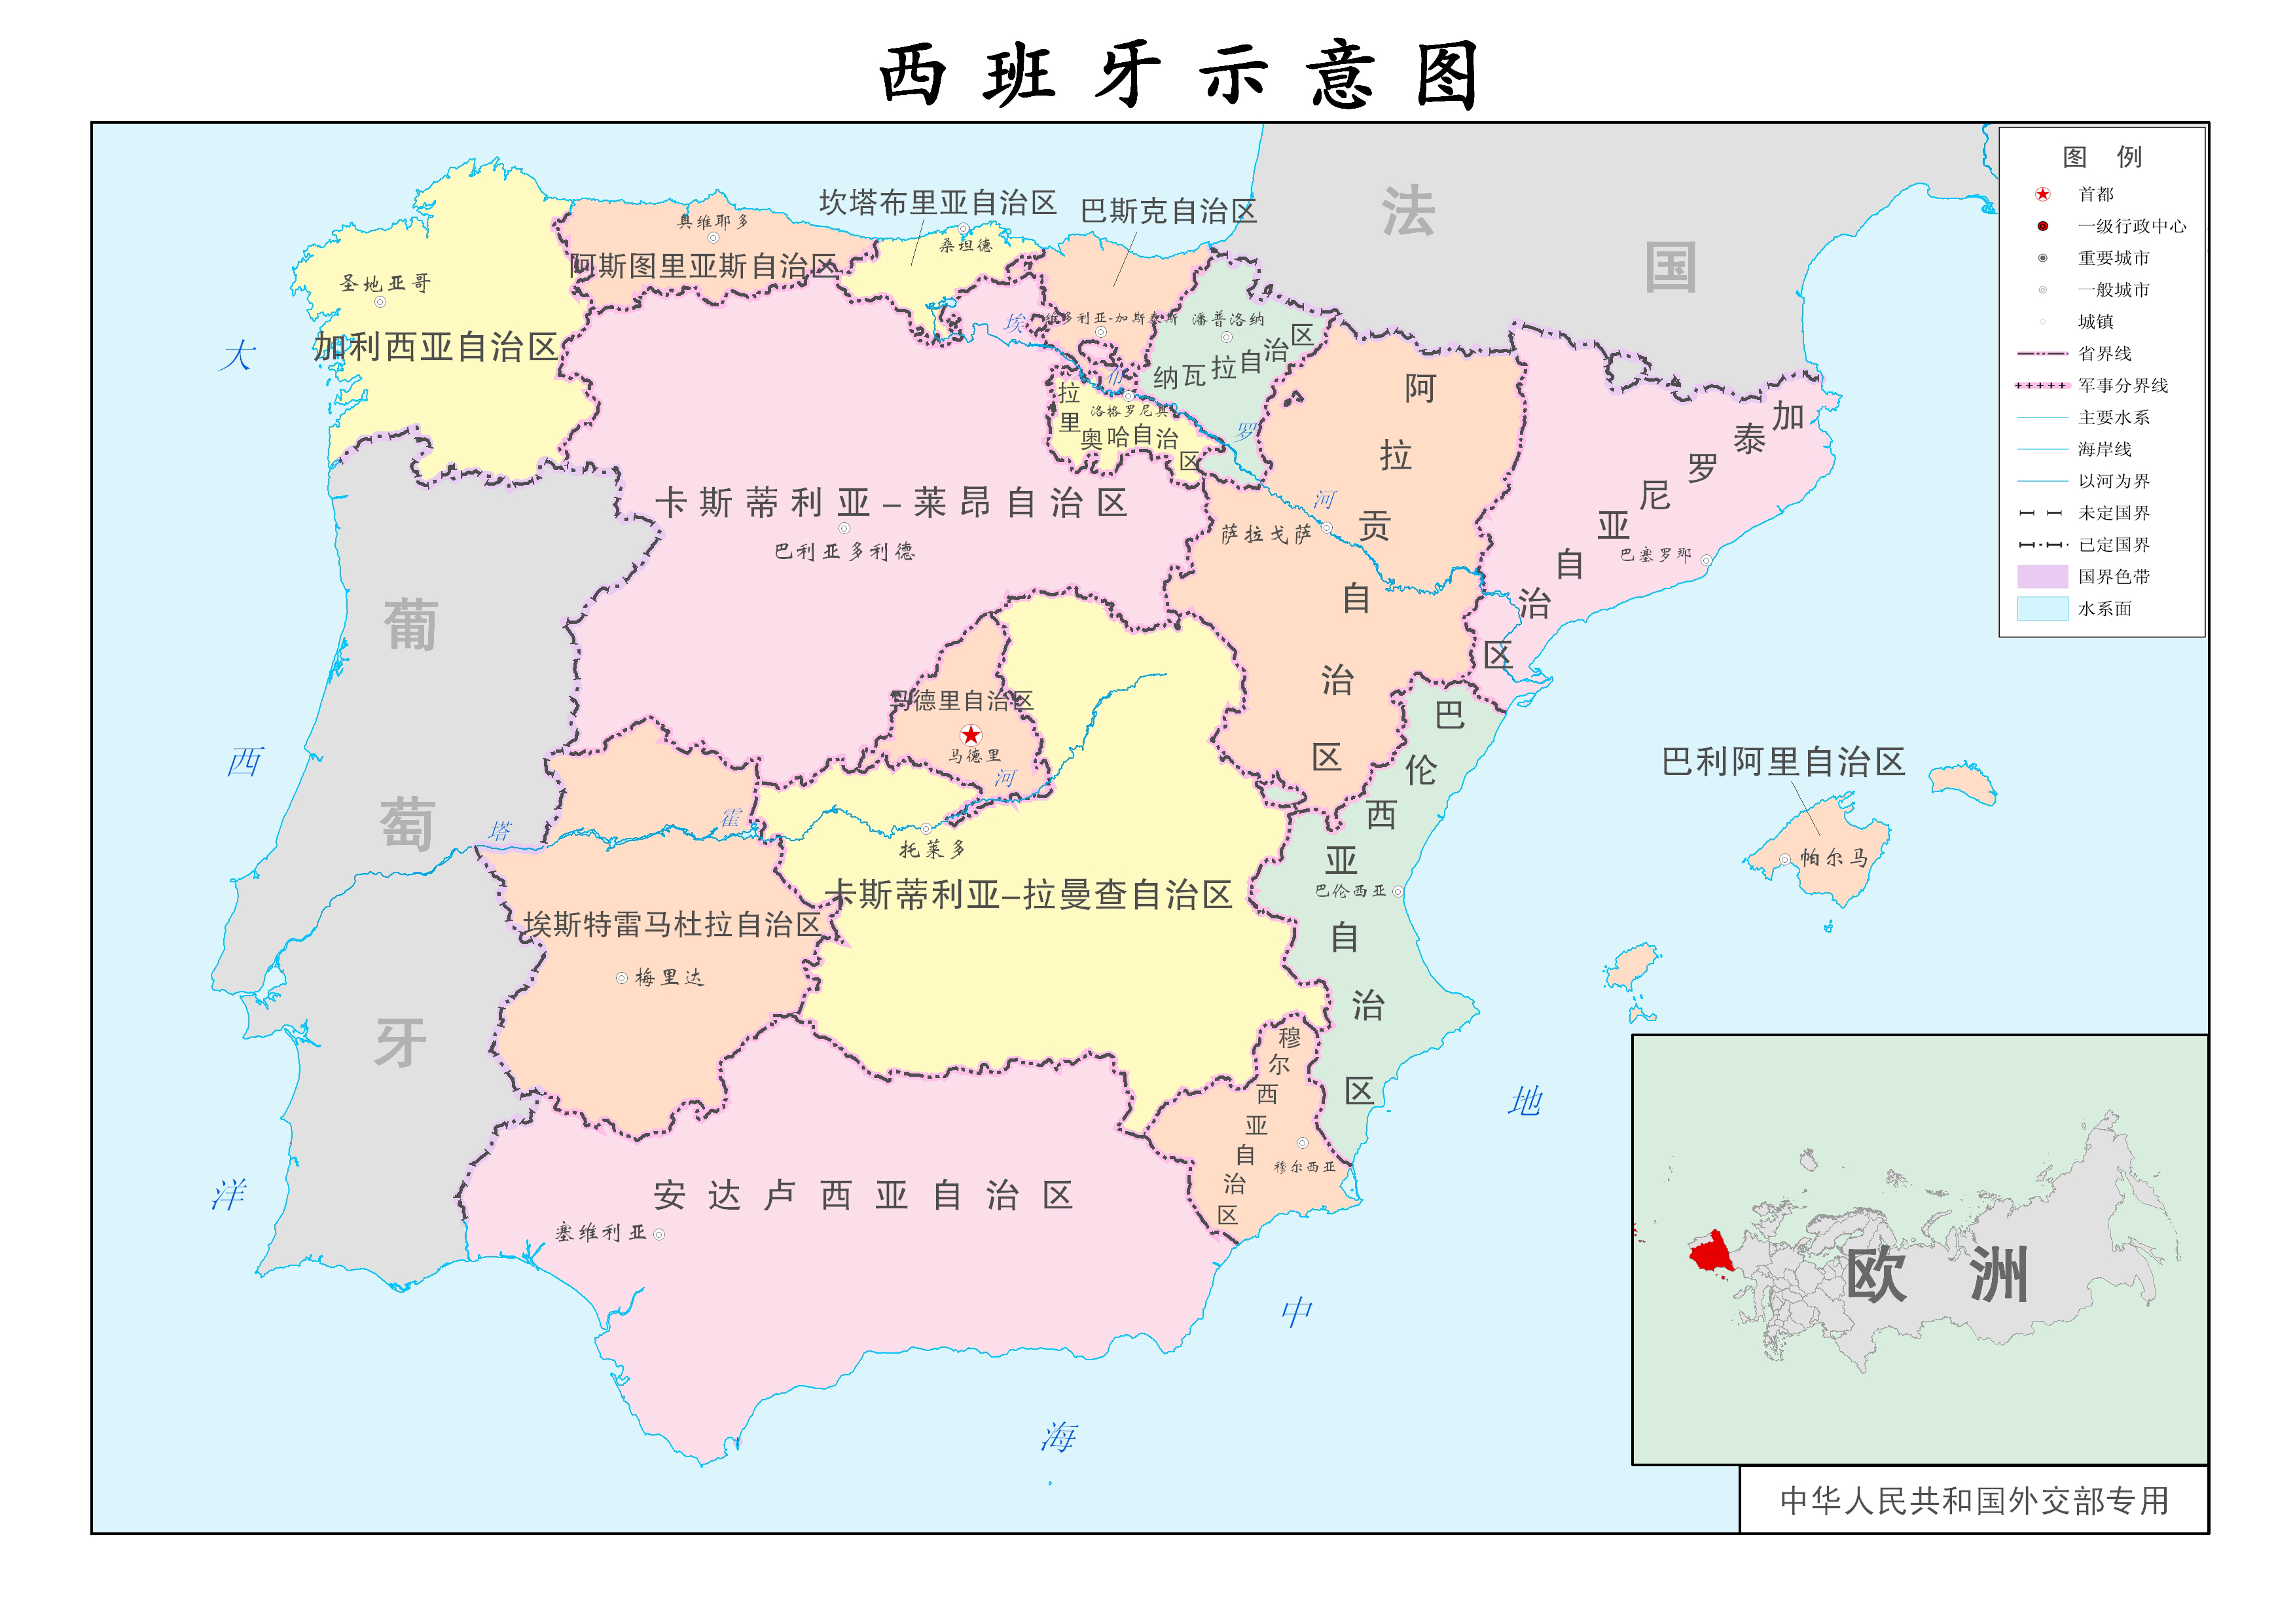 西班牙示意图
坎塔布里亚自治区
巴斯克自治区
法国
奥维耶多
桑坦德
阿斯图里亚斯自治区
圣地亚哥
加利西亚自治区
维多利亚-加斯泰斯
潘普洛纳
纳瓦拉自治区
埃布罗河
拉里奥哈自治区
洛格罗尼奥
阿拉贡自治区
萨拉戈萨
加泰罗尼亚自治区
巴塞罗那
卡斯蒂利亚-莱昂自治区
巴利亚多利德
大西洋
葡萄牙
马德里自治区
马德里
塔霍河
托莱多
卡斯蒂利亚-拉曼查自治区
巴伦西亚自治区
巴伦西亚
巴利阿里自治区
帕尔马
埃斯特雷马杜拉自治区
梅里达
穆尔西亚自治区
穆尔西亚
安达卢西亚自治区
塞维利亚
地中海
图例
首都
一级行政中心
重要城市
一般城市
城镇
省界线
军事分界线
主要水系
海岸线
以河为界
未定国界
已定国界
国界色带
水系面
欧洲
中华人民共和国外交部专用